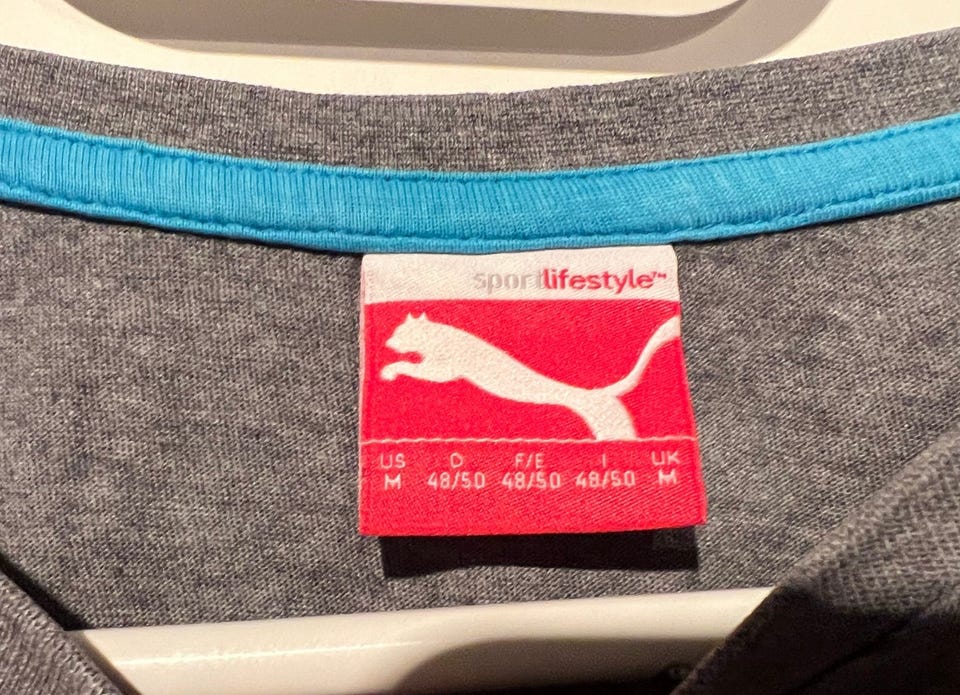 sportlifestyle™
US D F/E I UK
M 48/50 48/50 48/50 M